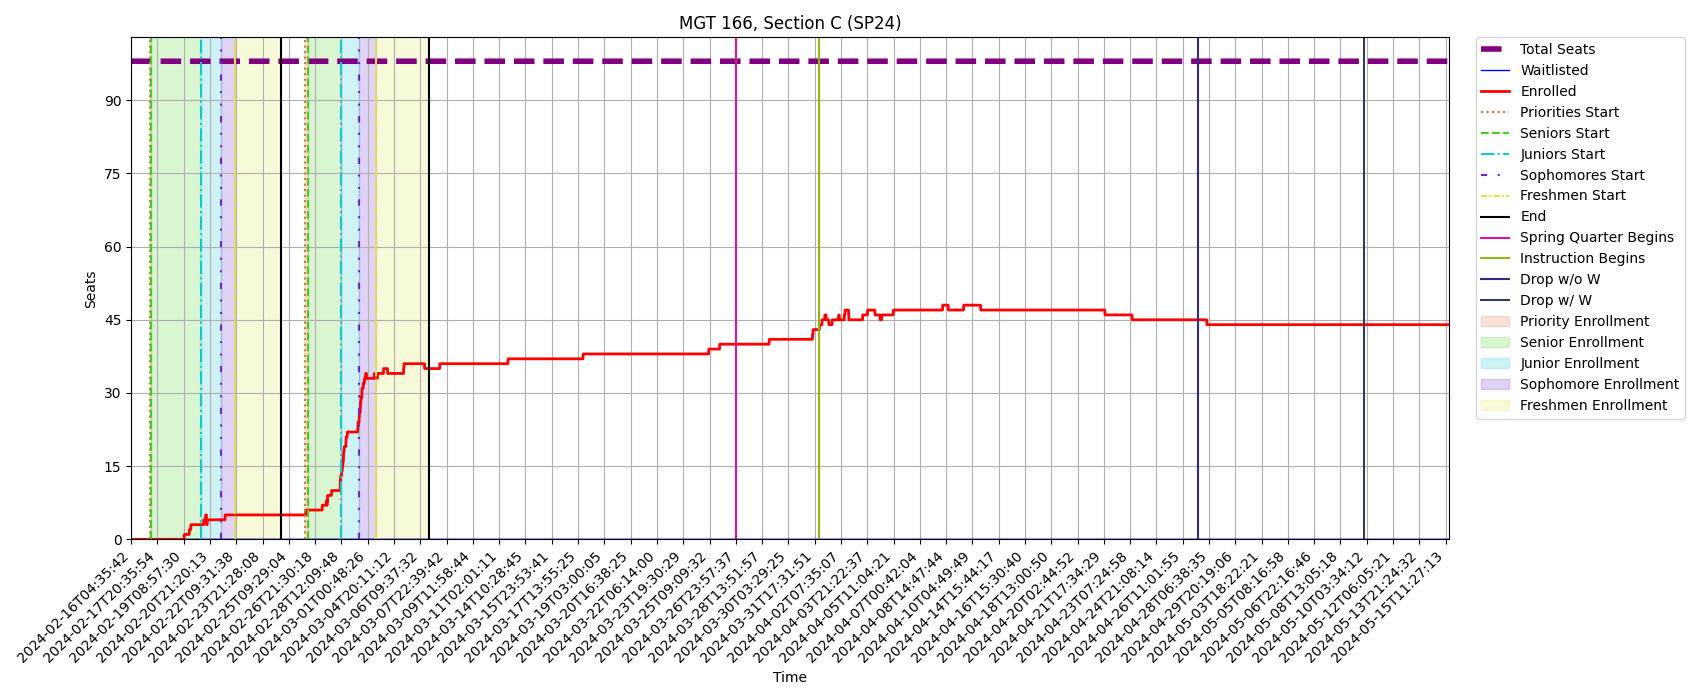 MGT 166, Section C (SP24)
Seats
90
75
60
45
30
15
0
2024-02-16T04:35:42
2024-02-17T20:35:54
2024-02-19T08:57:30
2024-02-20T21:20:13
2024-02-22T09:31:38
2024-02-23T21:28:08
2024-02-25T09:29:04
2024-02-26T21:30:18
2024-02-28T12:09:48
2024-03-01T00:48:26
2024-03-04T20:11:12
2024-03-06T09:37:32
2024-03-07T22:39:42
2024-03-09T11:58:44
2024-03-11T02:01:11
2024-03-14T10:28:45
2024-03-15T23:53:41
2024-03-17T13:55:25
2024-03-19T03:00:05
2024-03-20T16:38:25
2024-03-22T06:14:00
2024-03-23T19:30:29
2024-03-25T09:09:32
2024-03-26T23:57:37
2024-03-28T13:51:57
2024-03-30T03:29:25
2024-03-31T17:31:51
2024-04-02T07:35:07
2024-04-03T21:22:37
2024-04-05T11:04:21
2024-04-07T00:42:04
2024-04-08T14:47:44
2024-04-10T04:49:49
2024-04-14T15:44:17
2024-04-16T15:30:40
2024-04-18T13:00:50
2024-04-20T02:44:52
2024-04-21T17:34:29
2024-04-23T07:24:58
2024-04-24T21:08:14
2024-04-26T11:01:55
2024-04-28T06:38:35
2024-04-29T20:19:06
2024-05-03T18:22:21
2024-05-05T08:16:58
2024-05-06T22:16:46
2024-05-08T13:05:18
2024-05-10T03:34:12
2024-05-12T06:05:21
2024-05-13T21:24:32
2024-05-15T11:27:13
Time
Total Seats
Waitlisted
Enrolled
Priorities Start
Seniors Start
Juniors Start
Sophomores Start
Freshmen Start
End
Spring Quarter Begins
Instruction Begins
Drop w/o W
Drop w/ W
Priority Enrollment
Senior Enrollment
Junior Enrollment
Sophomore Enrollment
Freshmen Enrollment